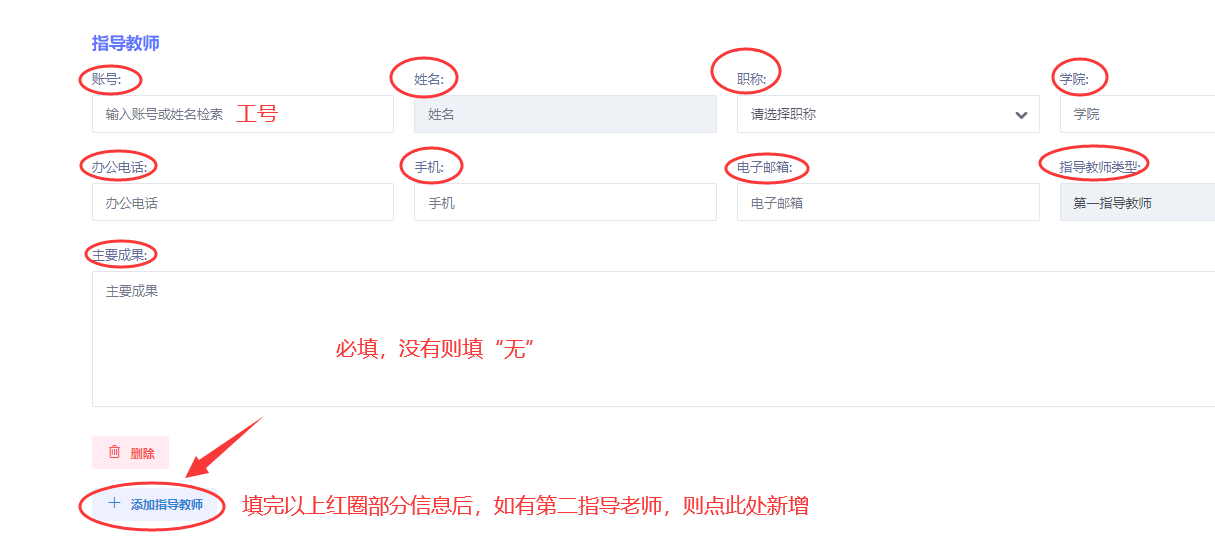 指导教师
账号: 姓名: 职称: 学院:
输入账号或姓名检索 工号 姓名 请选择职称 学院
办公电话: 手机: 电子邮箱: 指导教师类型:
办公电话 手机 电子邮箱 第一指导教师
主要成果:
主要成果
必填，没有则填“无”
删除
添加指导教师 填完以上红圈部分信息后，如有第二指导老师，则点此处新增